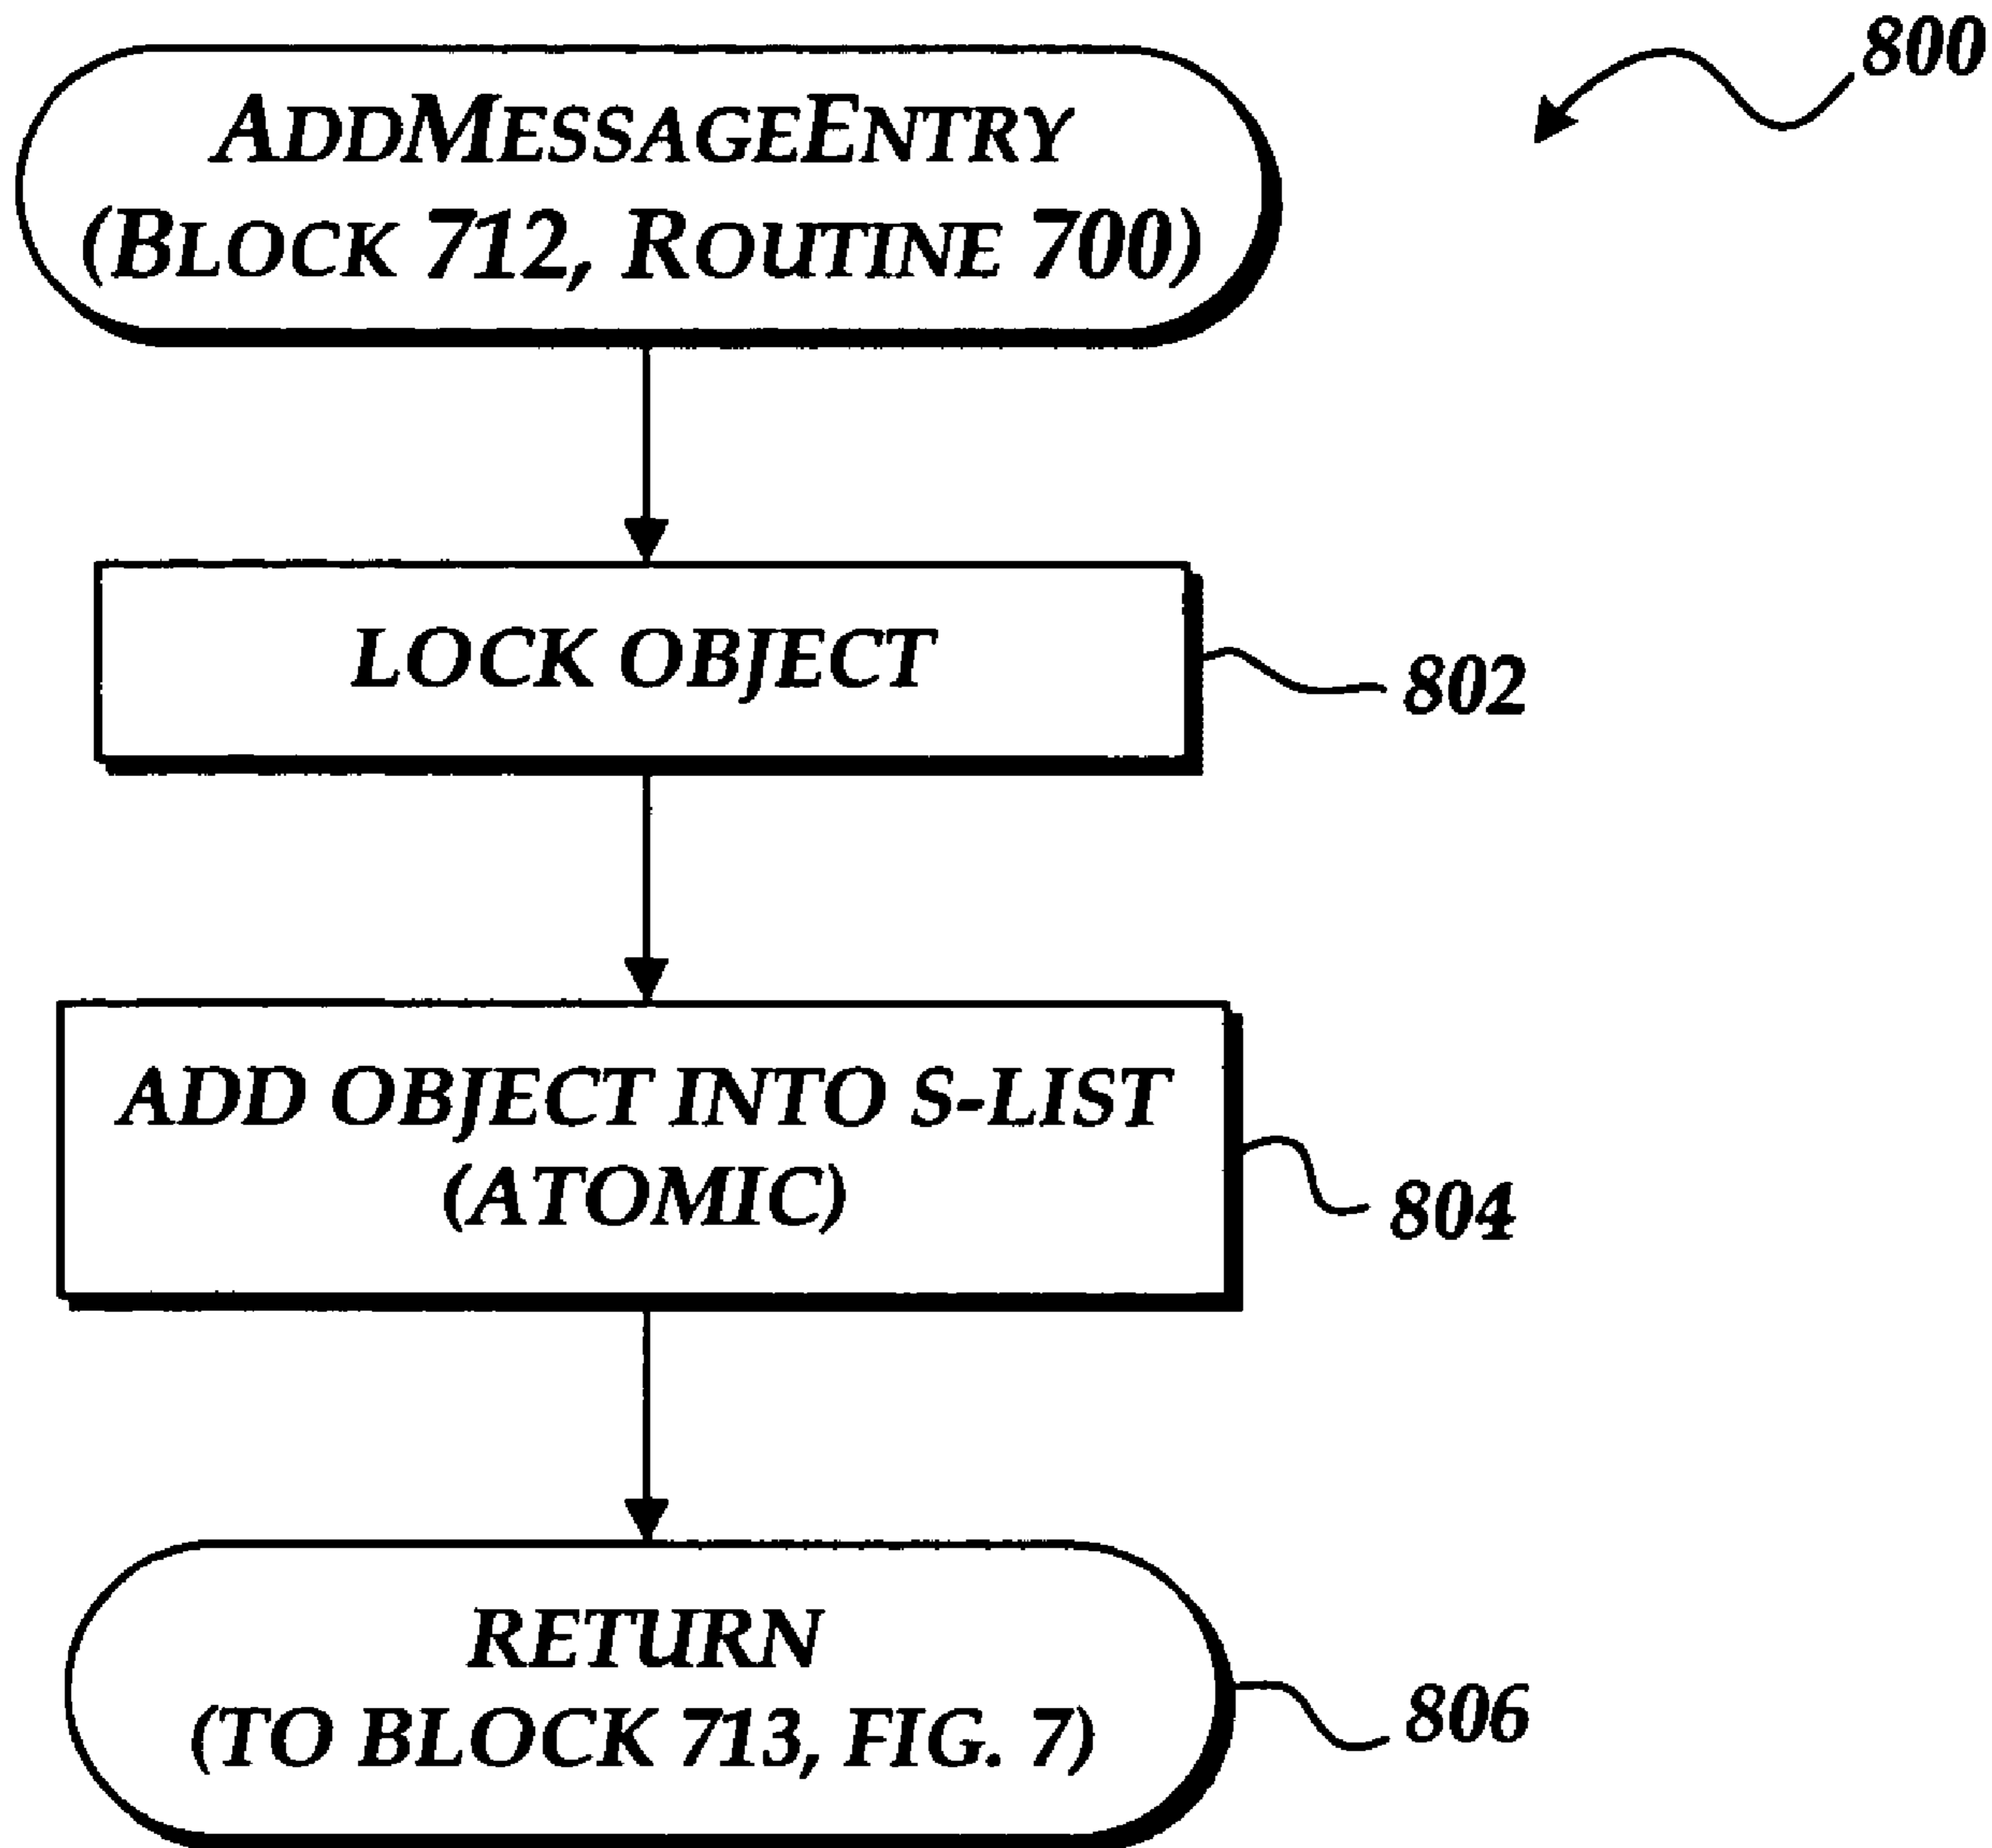 800
ADDMESSAGEENTRY
(BLOCK 712, ROUTINE 700)
LOCK OBJECT
802
ADD OBJECT INTO S-LIST
(ATOMIC)
804
RETURN
(TO BLOCK 713, FIG. 7)
806